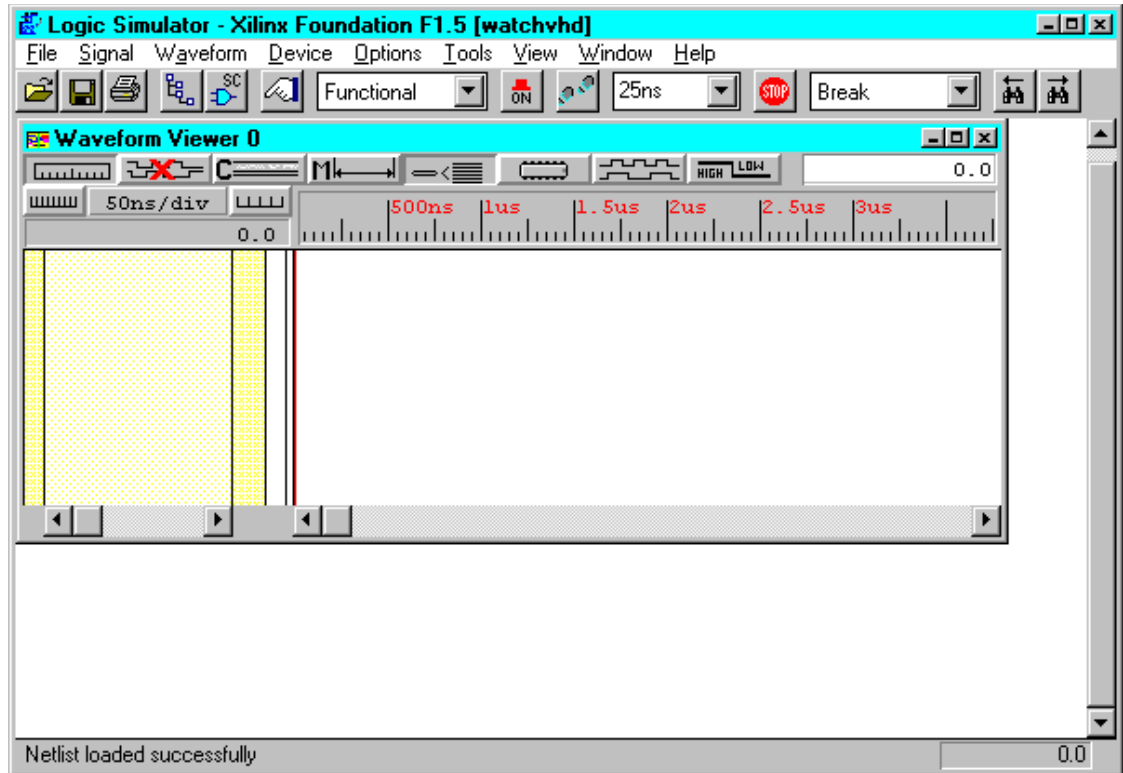 Logic Simulator - Xilinx Foundation F1.5 [watchvhd]
File Signal Waveform Device Options Tools View Window Help
SC Functional ON 25ns STOP Break
Waveform Viewer 0
C M HIGH LOW 0.0
50ns/div 500ns 1us 1.5us 2us 2.5us 3us
0.0
Netlist loaded successfully 0.0